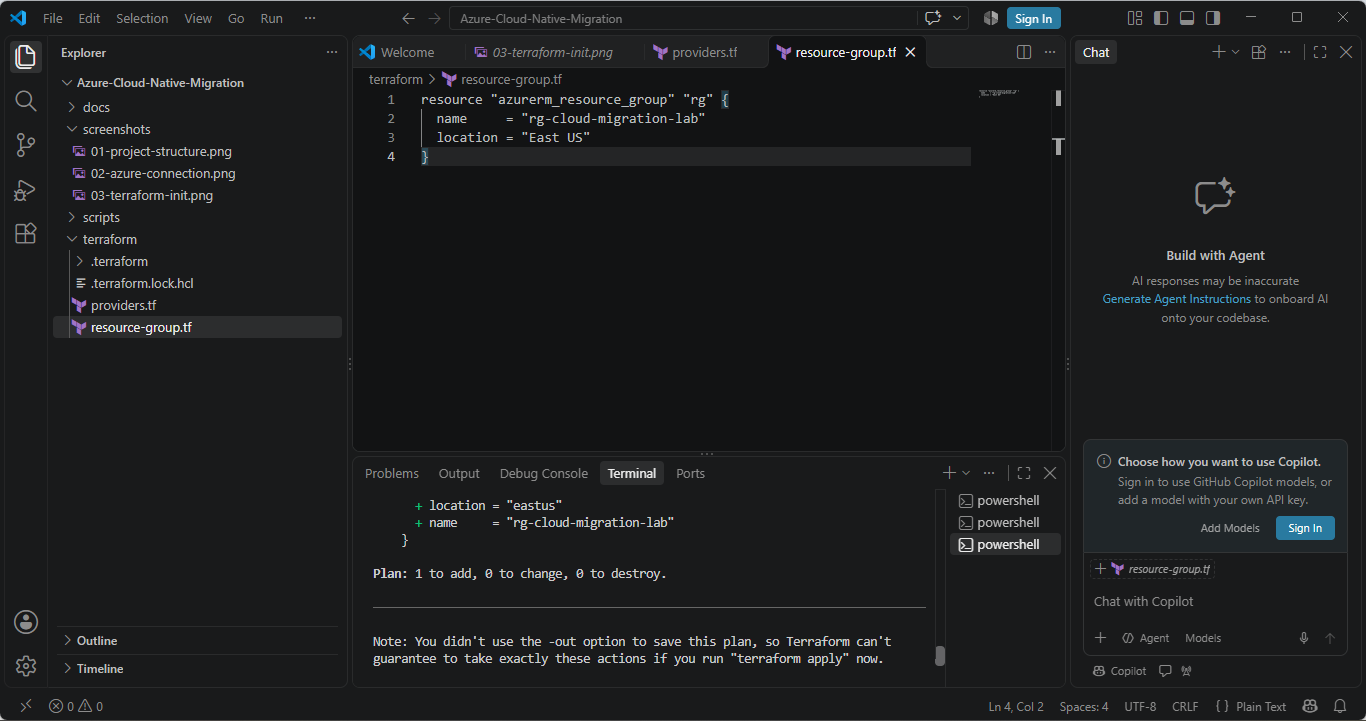 File Edit Selection View Go Run ···
Azure-Cloud-Native-Migration
Sign In
Explorer
Azure-Cloud-Native-Migration
docs
screenshots
01-project-structure.png
02-azure-connection.png
03-terraform-init.png
scripts
terraform
.terraform
.terraform.lock.hcl
providers.tf
resource-group.tf
Outline
Timeline
Welcome
03-terraform-init.png
providers.tf
resource-group.tf
terraform > resource-group.tf
1 resource "azurerm_resource_group" "rg" {
2   name     = "rg-cloud-migration-lab"
3   location = "East US"
4 }
Problems Output Debug Console Terminal Ports
+ location = "eastus"
+ name     = "rg-cloud-migration-lab"
}
Plan: 1 to add, 0 to change, 0 to destroy.
Note: You didn't use the -out option to save this plan, so Terraform can't
guarantee to take exactly these actions if you run "terraform apply" now.
powershell
powershell
powershell
Chat
Build with Agent
AI responses may be inaccurate
Generate Agent Instructions to onboard AI
onto your codebase.
Choose how you want to use Copilot.
Sign in to use GitHub Copilot models, or
add a model with your own API key.
Add Models
Sign In
resource-group.tf
Chat with Copilot
Agent Models
Copilot
0 0
Ln 4, Col 2 Spaces: 4 UTF-8 CRLF { } Plain Text